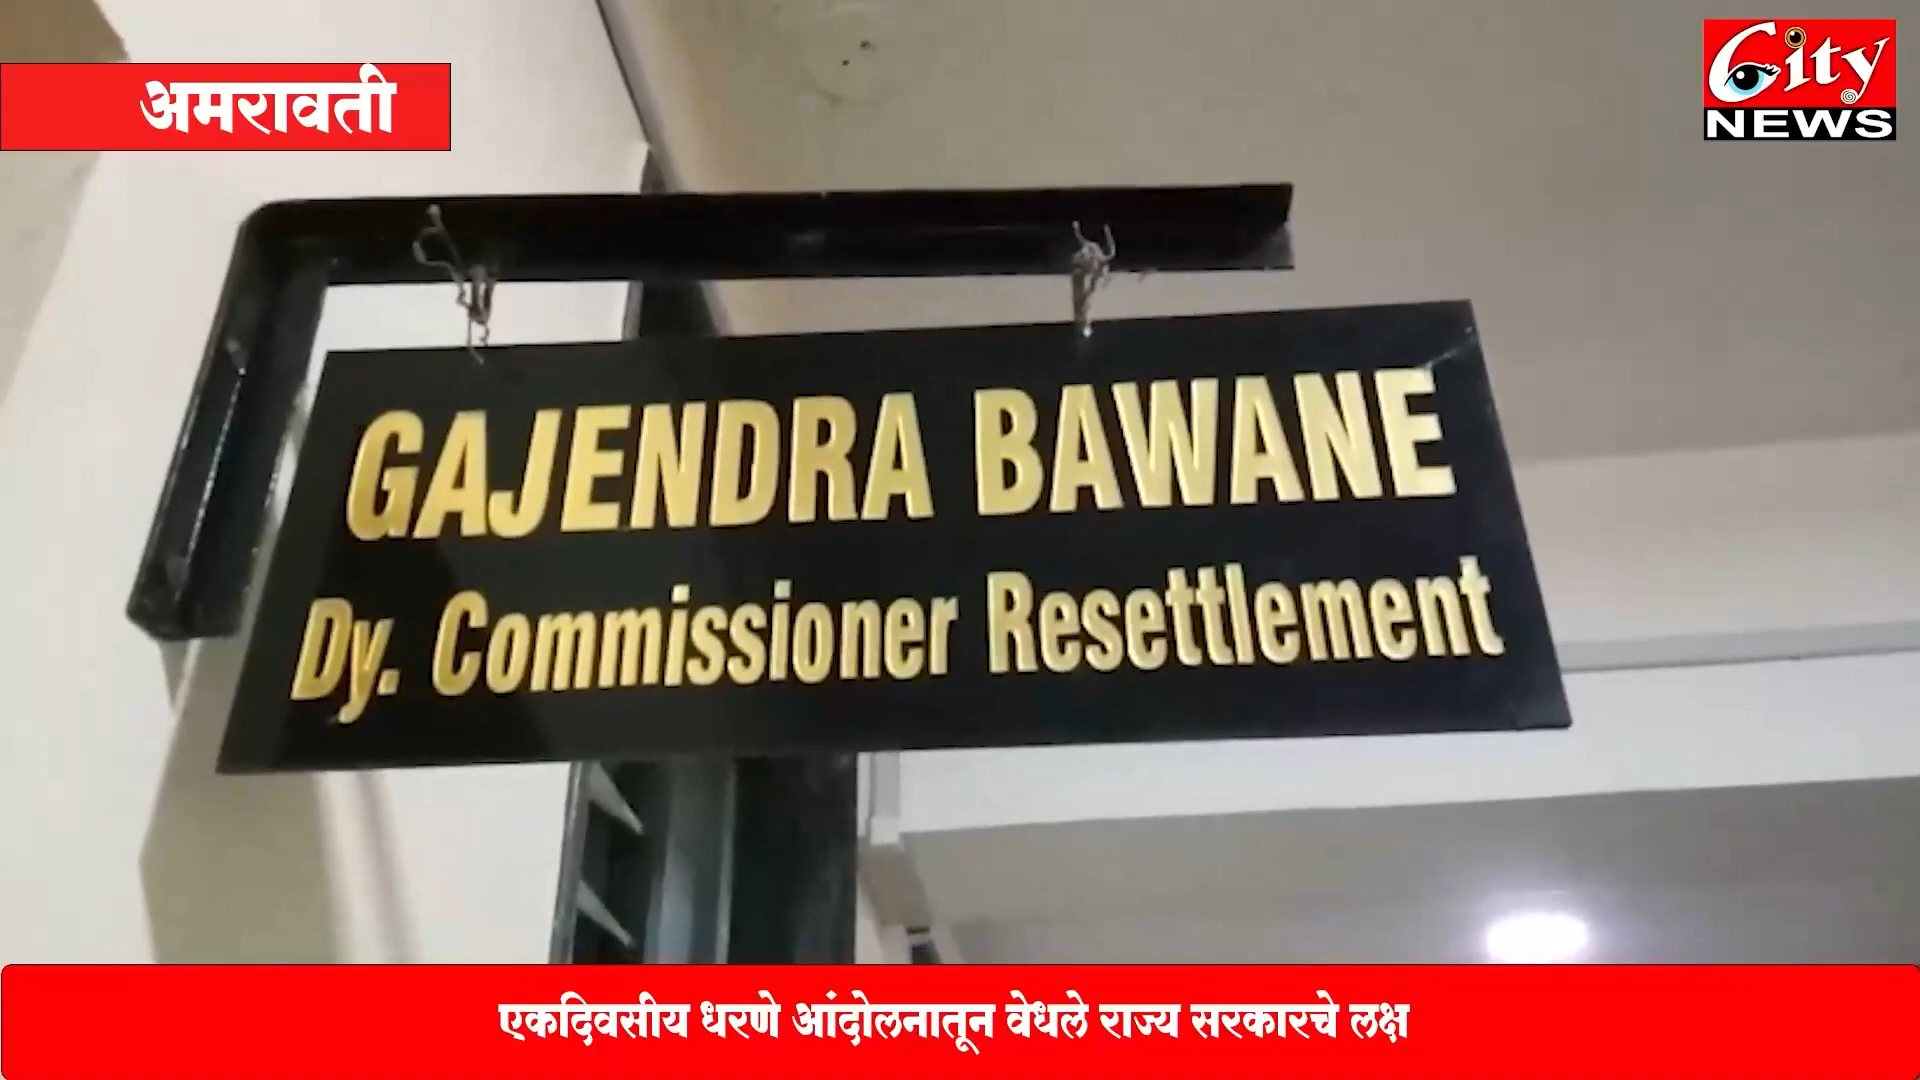 अमरावती
City
NEWS
GAJENDRA BAWANE
Dy. Commissioner Resettlement
एकदिवसीय धरणे आंदोलनातून वेधले राज्य सरकारचे लक्ष